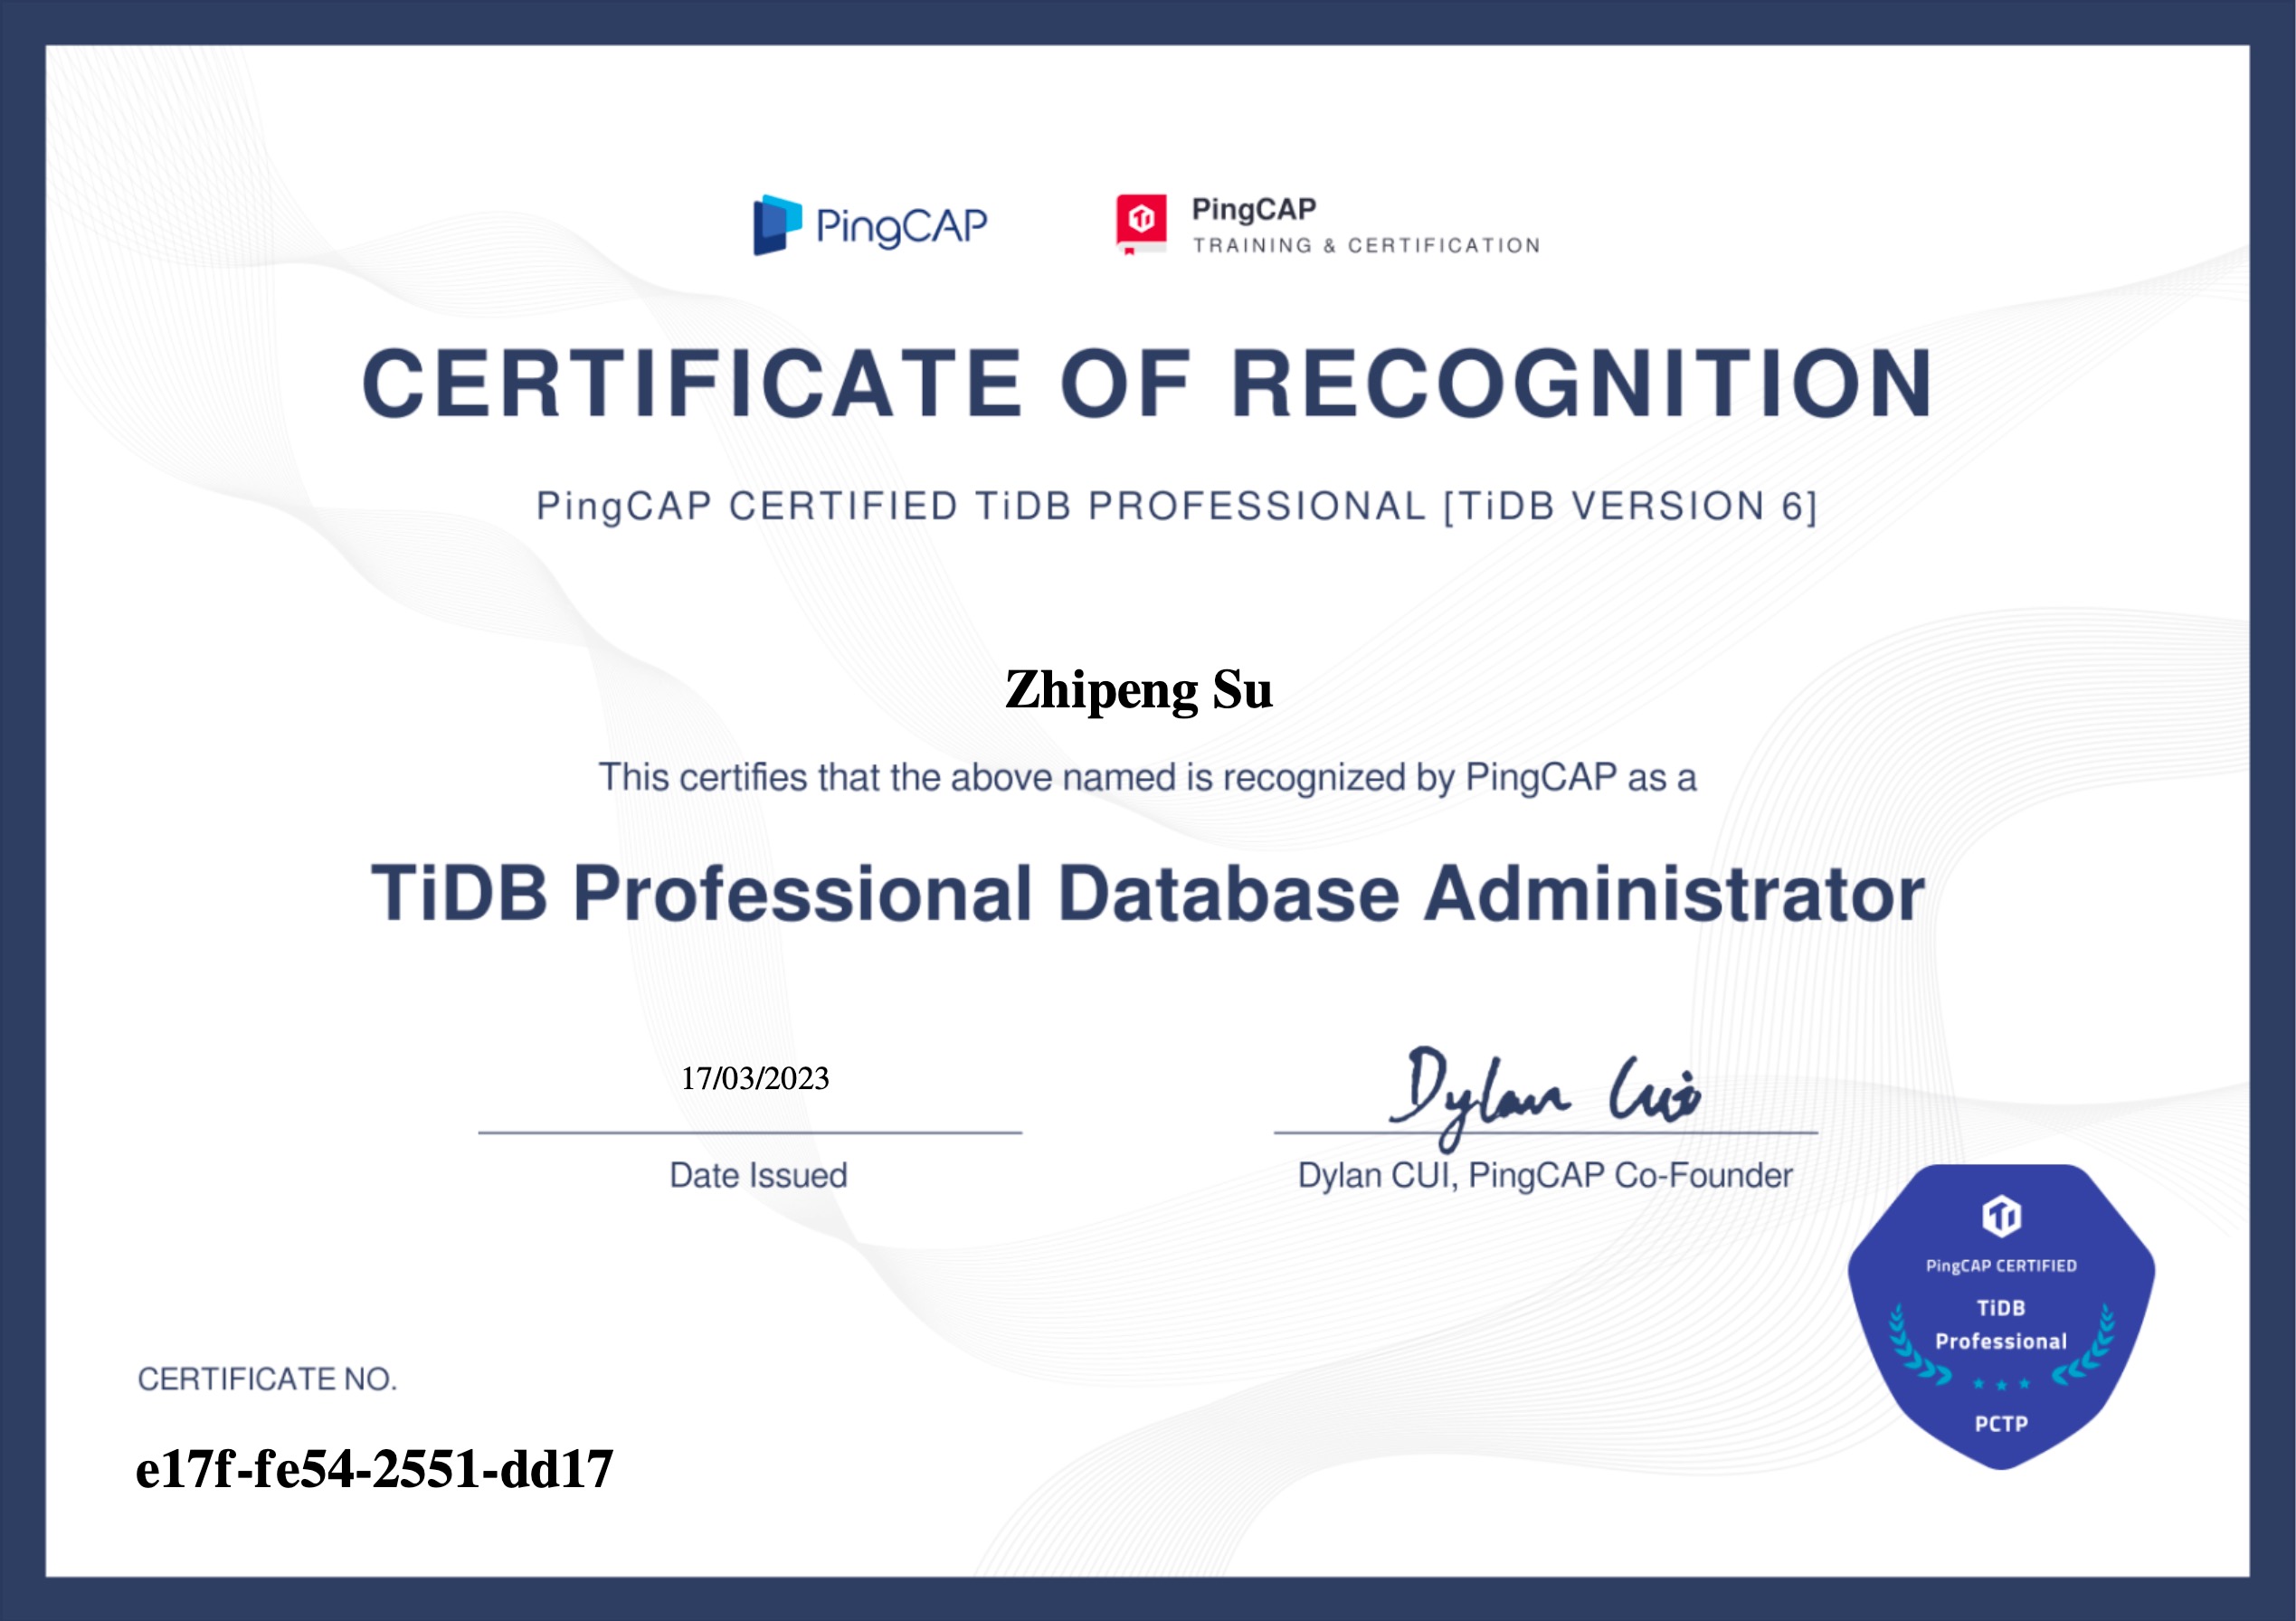 PingCAP
PingCAP
TRAINING & CERTIFICATION
CERTIFICATE OF RECOGNITION
PingCAP CERTIFIED TiDB PROFESSIONAL [TiDB VERSION 6]
Zhipeng Su
This certifies that the above named is recognized by PingCAP as a
TiDB Professional Database Administrator
17/03/2023
Dylan Cui
Date Issued
Dylan CUI, PingCAP Co-Founder
Ti
PingCAP CERTIFIED
TiDB
Professional
PCTP
CERTIFICATE NO.
e17f-fe54-2551-dd17